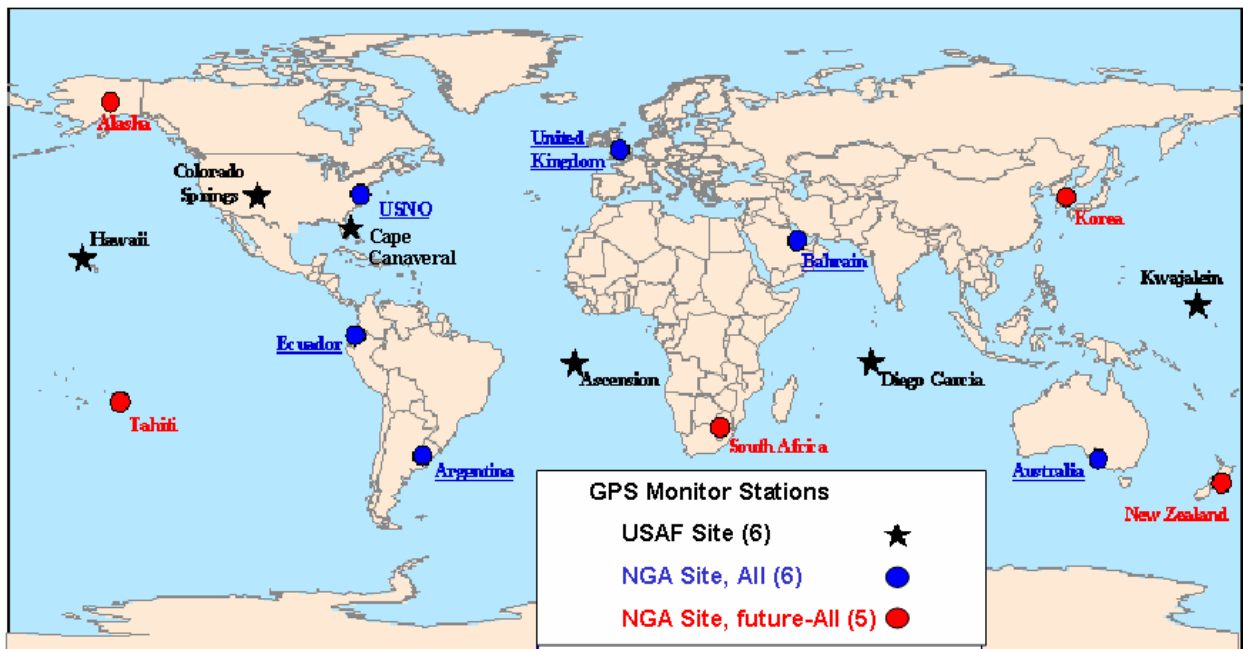 Alaska
United
Kingdom
Colorado
Springs
USNO
Korea
Hawaii
Cape
Canaveral
Bahrain
Kwajalein
Ecuador
Ascension
Diego Garcia
Tahiti
South Africa
Argentina
Australia
New Zealand
GPS Monitor Stations
USAF Site (6)
NGA Site, All (6)
NGA Site, future-All (5)